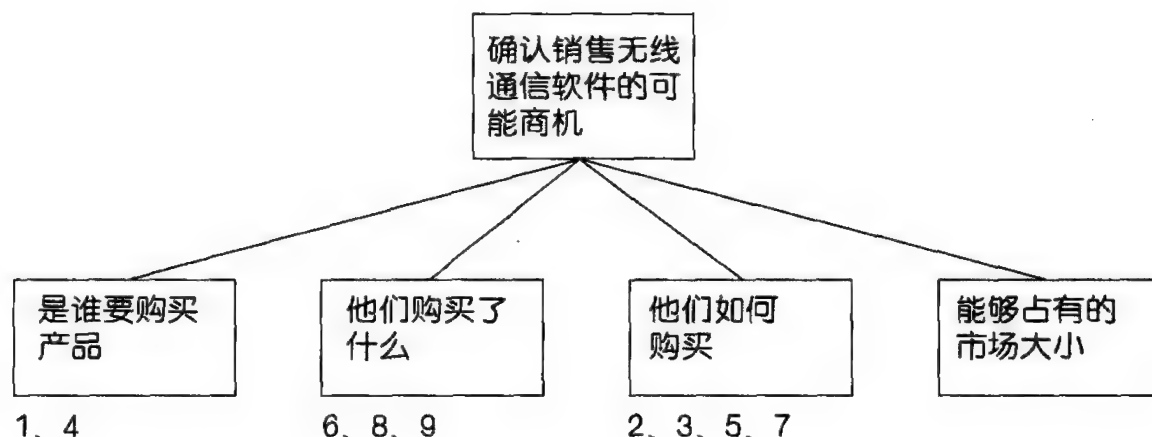 确认销售无线
通信软件的可
能商机
是谁要购买
产品
他们购买了
什么
他们如何
购买
能够占有的
市场大小
1、4
6、8、9
2、3、5、7